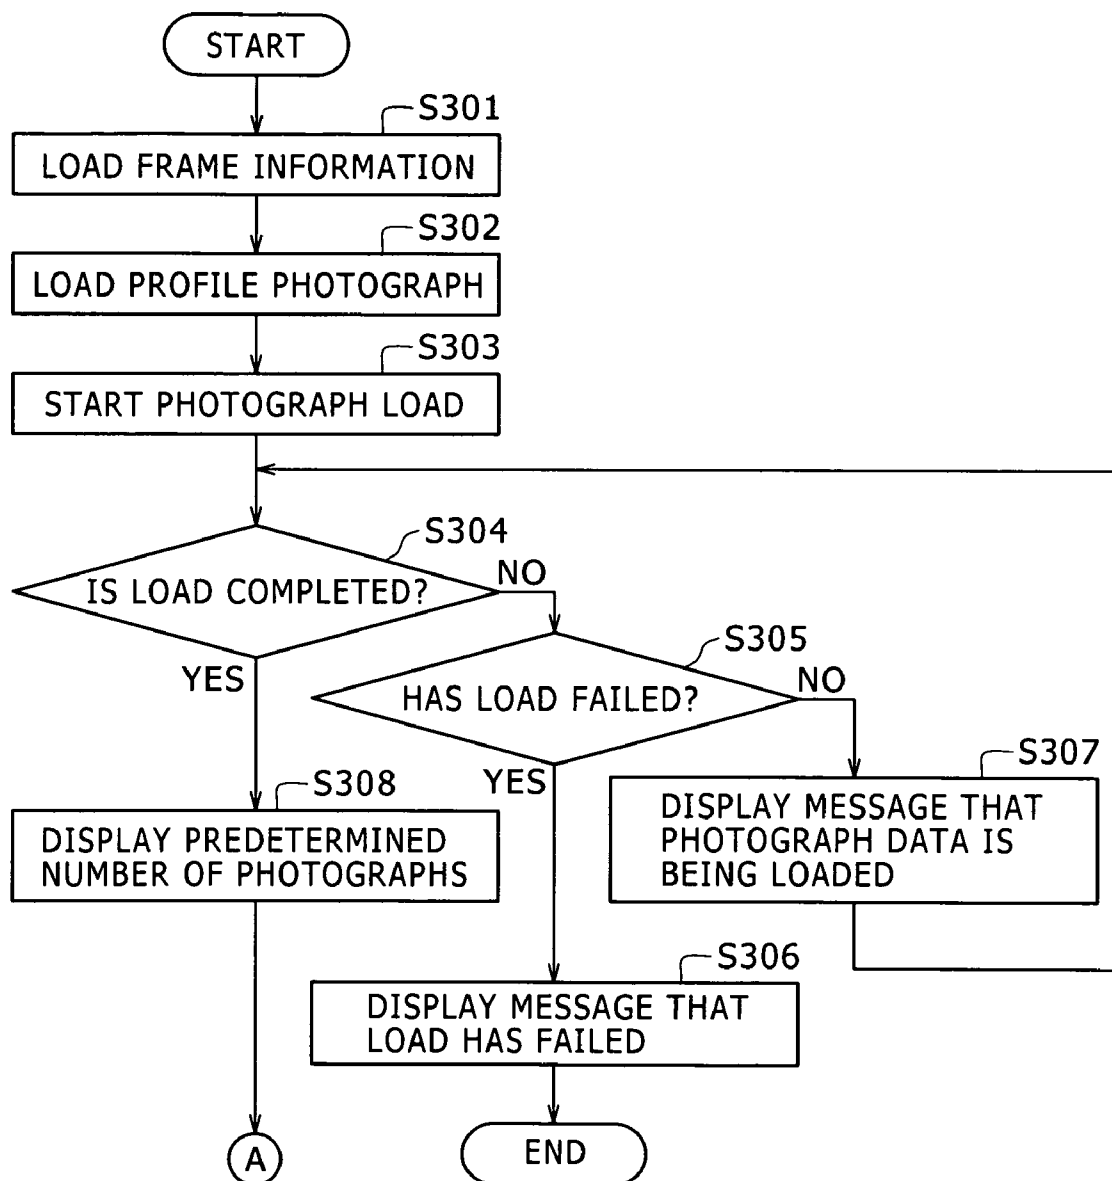 START
S301
LOAD FRAME INFORMATION
S302
LOAD PROFILE PHOTOGRAPH
S303
START PHOTOGRAPH LOAD
S304
IS LOAD COMPLETED?
NO
YES
S305
HAS LOAD FAILED?
NO
YES
S307
DISPLAY MESSAGE THAT
PHOTOGRAPH DATA IS
BEING LOADED
S308
DISPLAY PREDETERMINED
NUMBER OF PHOTOGRAPHS
S306
DISPLAY MESSAGE THAT
LOAD HAS FAILED
A
END